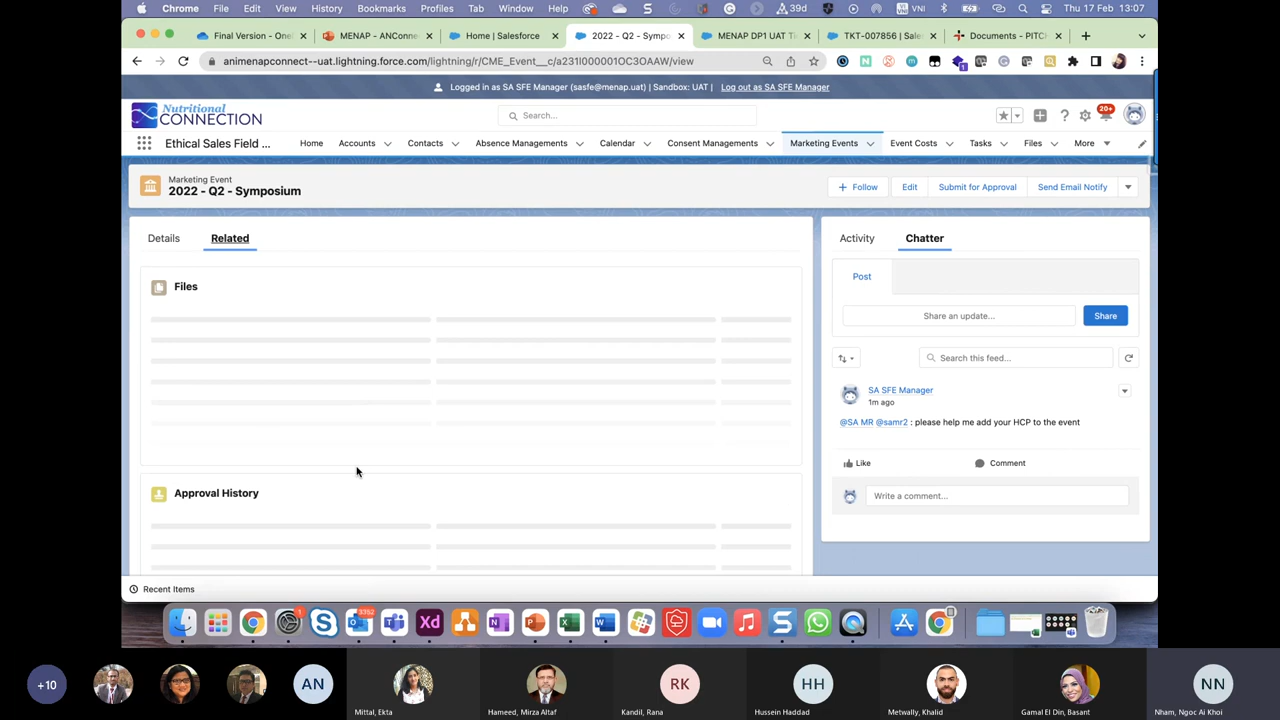 Chrome File Edit View History Bookmarks Profiles Tab Window Help 39d VNI Thu 17 Feb 13:07
Final Version - One MENAP - ANConne Home | Salesforce 2022 - Q2 - Sympo MENAP DP1 UAT T TKT-007856 | Sales Documents - PITCH
animenapconnect--uat.lightning.force.com/lightning/r/CME_Event__c/a231l000001OC3OAAW/view
Logged in as SA SFE Manager (sasfe@menap.uat) | Sandbox: UAT | Log out as SA SFE Manager
Nutritional
CONNECTION
Search...
20+
Ethical Sales Field ... Home Accounts Contacts Absence Managements Calendar Consent Managements Marketing Events Event Costs Tasks Files More
Marketing Event
2022 - Q2 - Symposium
Follow Edit Submit for Approval Send Email Notify
Details Related
Activity Chatter
Files
Post
Share an update... Share
Search this feed...
SA SFE Manager
1m ago
@SA MR @samr2 : please help me add your HCP to the event
Like Comment
Approval History
Write a comment...
Recent Items
+10 AN RK HH NN
Mittal, Ekta Hameed, Mirza Altaf Kandil, Rana Hussein Haddad Metwally, Khalid Gamal El Din, Basant Nham, Ngoc Ai Khoi